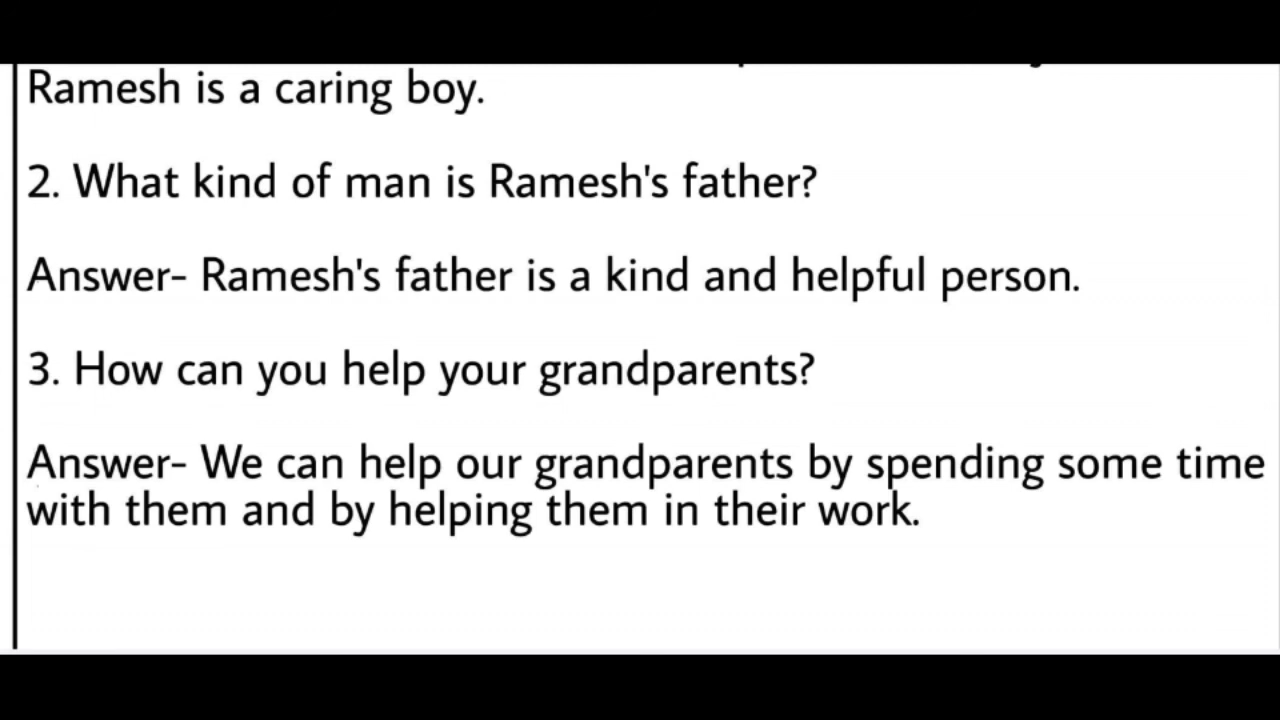 Ramesh is a caring boy.
2. What kind of man is Ramesh's father?
Answer- Ramesh's father is a kind and helpful person.
3. How can you help your grandparents?
Answer- We can help our grandparents by spending some time
with them and by helping them in their work.